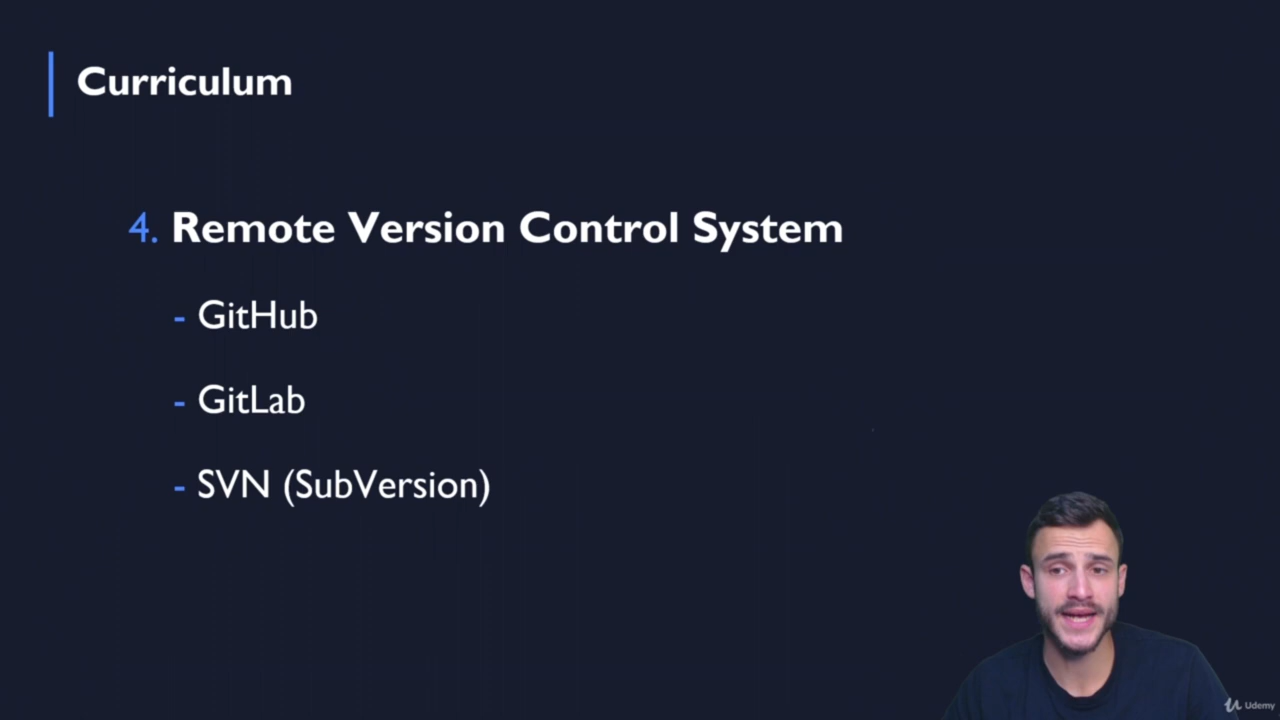 Curriculum
4. Remote Version Control System
- GitHub
- GitLab
- SVN (SubVersion)
Udemy